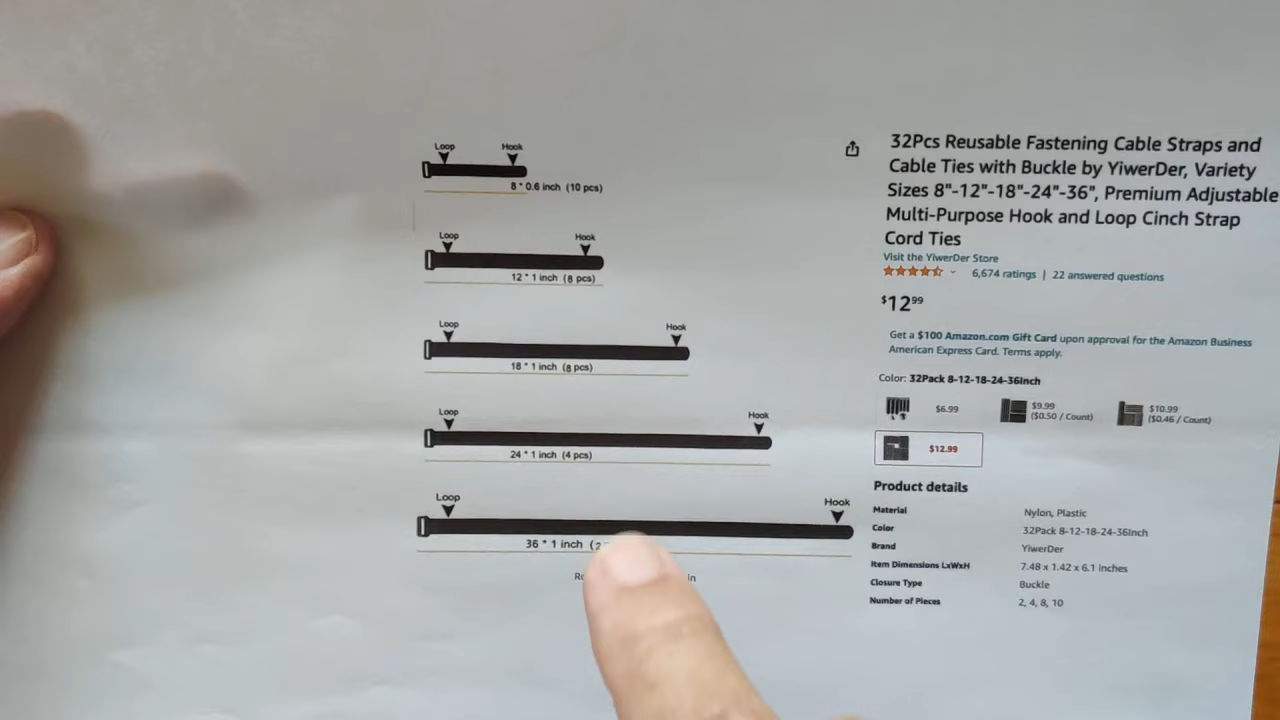 Loop Hook
8 * 0.6 inch (10 pcs)
Loop Hook
12 * 1 inch (8 pcs)
Loop Hook
18 * 1 inch (8 pcs)
Loop Hook
24 * 1 inch (4 pcs)
Loop Hook
36 * 1 inch (2
32Pcs Reusable Fastening Cable Straps and
Cable Ties with Buckle by YiwerDer, Variety
Sizes 8"-12"-18"-24"-36", Premium Adjustable
Multi-Purpose Hook and Loop Cinch Strap
Cord Ties
Visit the YiwerDer Store
6,674 ratings | 22 answered questions
$12.99
Get a $100 Amazon.com Gift Card upon approval for the Amazon Business
American Express Card. Terms apply.
Color: 32Pack 8-12-18-24-36Inch
$6.99
$9.99
($0.50 / Count)
$10.99
($0.46 / Count)
$12.99
Product details
Material Nylon, Plastic
Color 32Pack 8-12-18-24-36Inch
Brand YiwerDer
Item Dimensions LxWxH 7.48 x 1.42 x 6.1 inches
Closure Type Buckle
Number of Pieces 2, 4, 8, 10